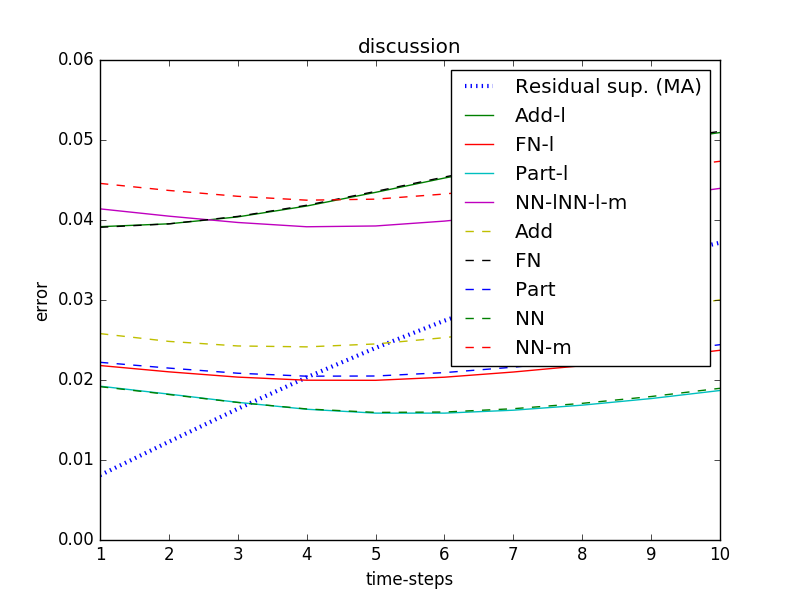 discussion
0.06
0.05
0.04
0.03
0.02
0.01
0.00
error
Residual sup. (MA)
Add-l
FN-l
Part-l
NN-lNN-l-m
Add
FN
Part
NN
NN-m
1 2 3 4 5 6 7 8 9 10
time-steps